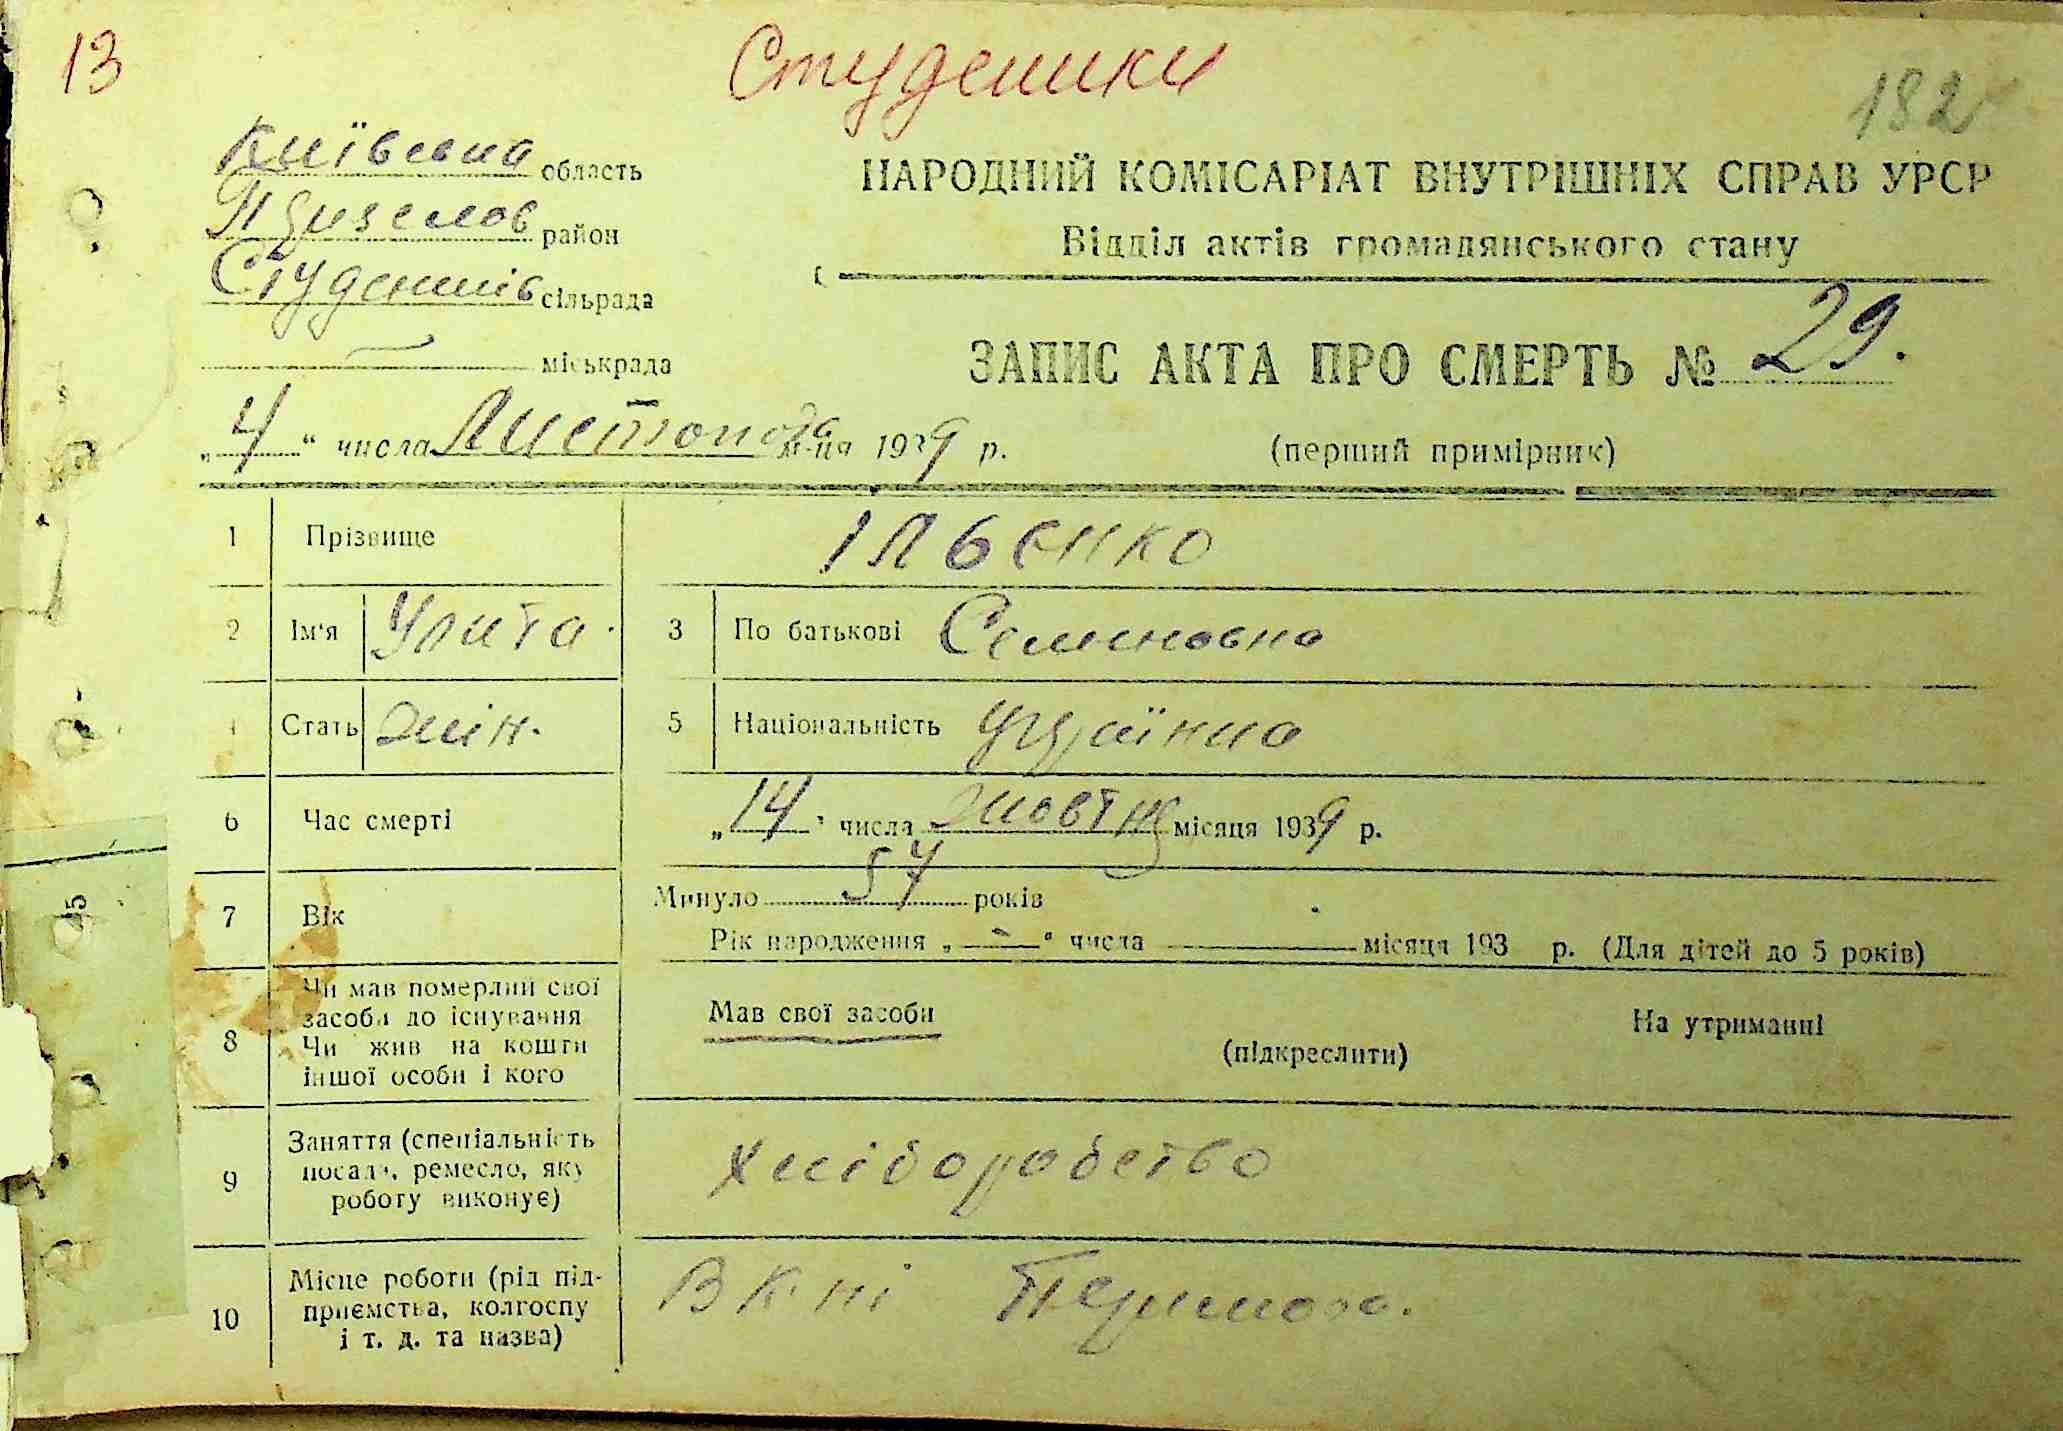 13
Студеники
182
Київська область
Переяслов район
Студеників сільрада
міськрада
НАРОДНИЙ КОМІСАРІАТ ВНУТРІШНІХ СПРАВ УРСР
Відділ актів громадянського стану
ЗАПИС АКТА ПРО СМЕРТЬ № 29.
„4“ числа Листопода м-ця 1939 р.
(перший примірник)
1 Прізвище Ільєнко
2 Ім'я Улита. 3 По батькові Семеновна
4 Стать жін. 5 Національність українка
6 Час смерті „14“ числа жовтня місяця 1939 р.
7 Вік Минуло 57 років
Рік народження „-“ числа місяця 193 р. (Для дітей до 5 років)
8 Чи мав померлий свої засоби до існування Чи жив на кошти іншої особи і кого
Мав свої засоби (підкреслити) На утриманні
9 Заняття (спеціальність посада, ремесло, яку роботу виконує) Хліборобство
10 Місце роботи (рід підприємства, колгоспу і т. д. та назва) В к-пі